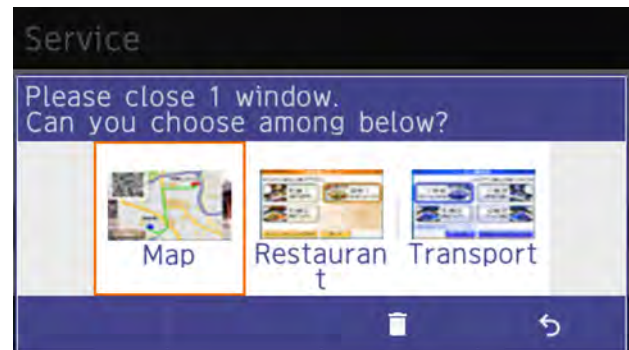 Service
Please close 1 window.
Can you choose among below?
Map
Restauran
t
Transport